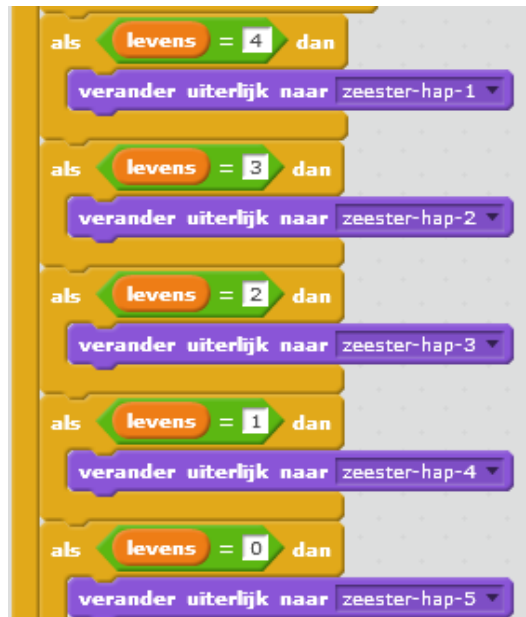 als levens = 4 dan
verander uiterlijk naar zeester-hap-1
als levens = 3 dan
verander uiterlijk naar zeester-hap-2
als levens = 2 dan
verander uiterlijk naar zeester-hap-3
als levens = 1 dan
verander uiterlijk naar zeester-hap-4
als levens = 0 dan
verander uiterlijk naar zeester-hap-5